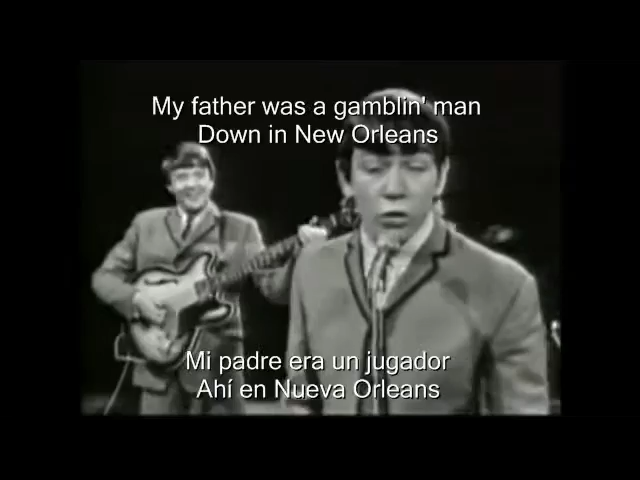 My father was a gamblin' man
Down in New Orleans
Mi padre era un jugador
Ahí en Nueva Orleans